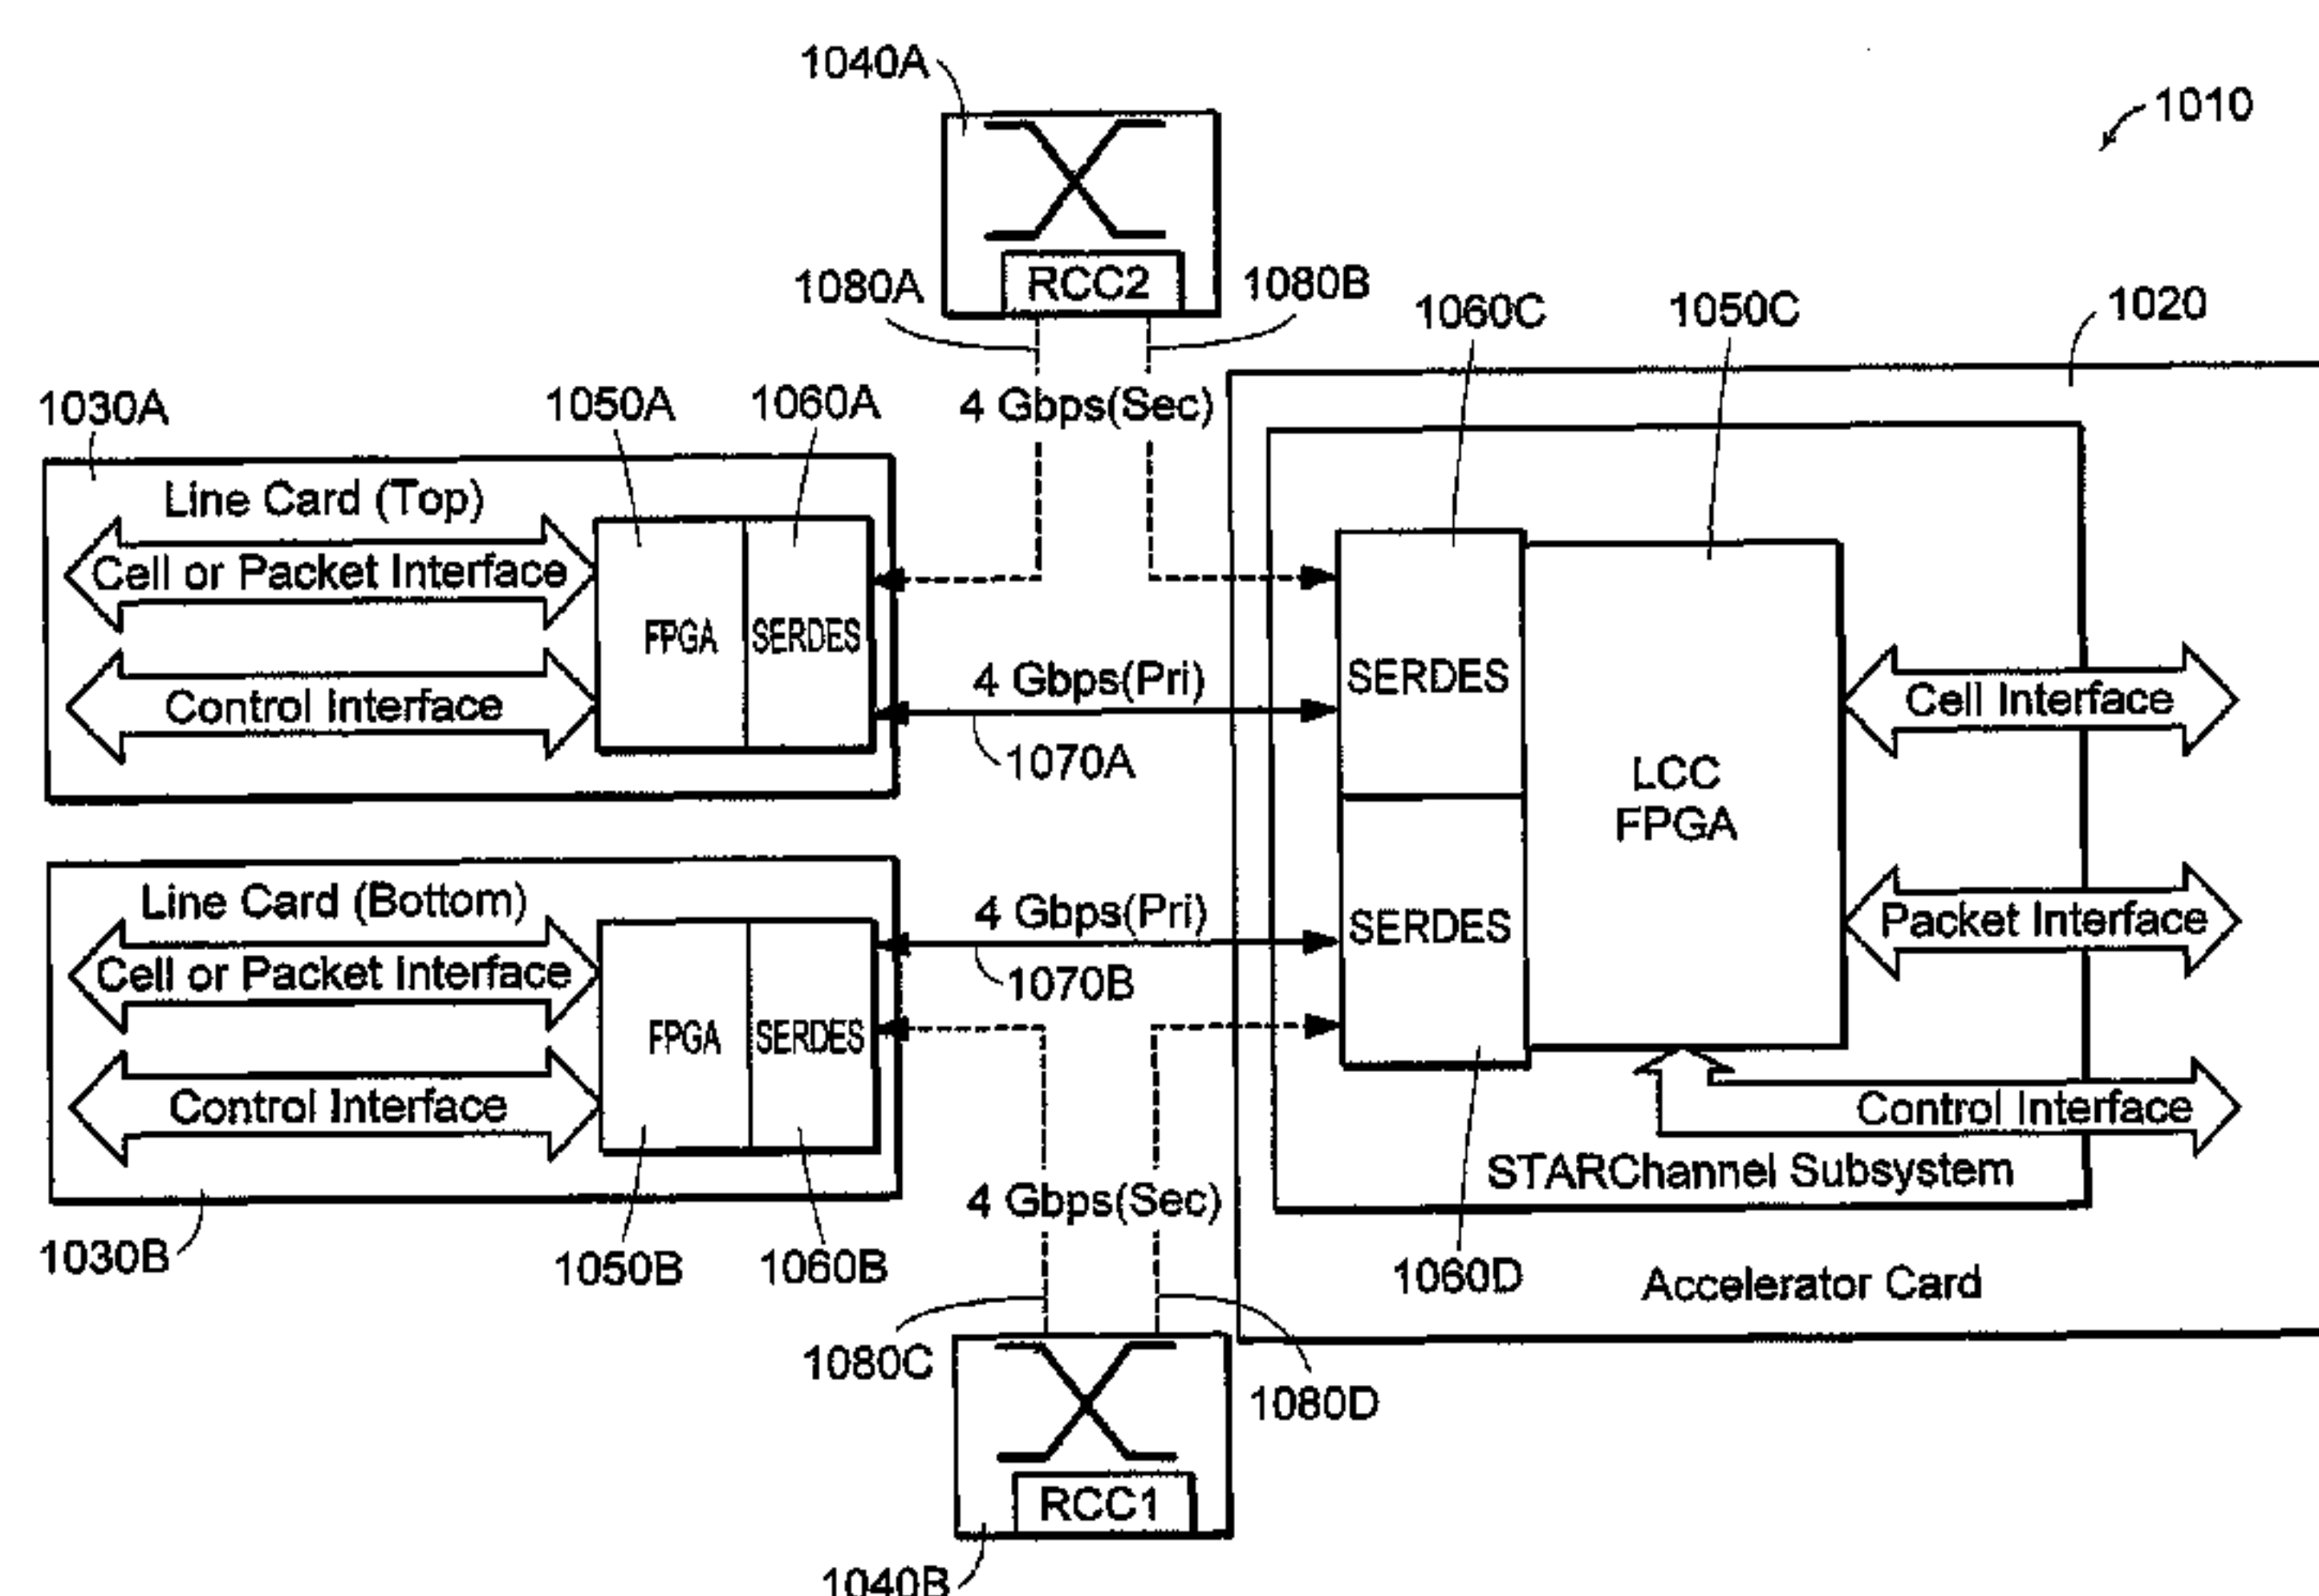 1040A
1010
RCC2
1080A
1080B
1060C
1050C
1020
4 Gbps(Sec)
1030A
1050A
1060A
Line Card (Top)
Cell or Packet Interface
FPGA
SERDES
Control Interface
4 Gbps(Pri)
1070A
SERDES
LCC
FPGA
Cell Interface
Line Card (Bottom)
Cell or Packet Interface
FPGA
SERDES
Control Interface
4 Gbps(Pri)
1070B
SERDES
Packet Interface
Control Interface
STARChannel Subsystem
4 Gbps(Sec)
1030B
1050B
1060B
1060D
Accelerator Card
1080C
1080D
RCC1
1040B